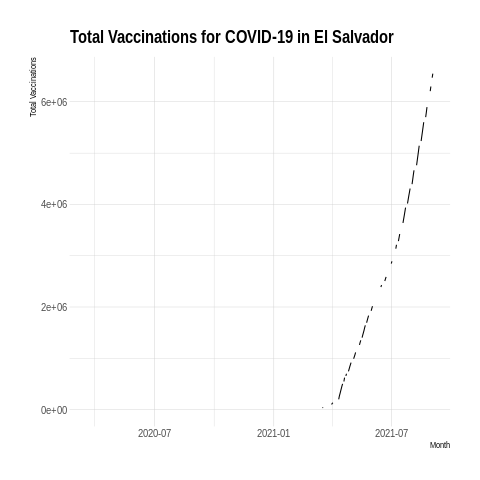 Total Vaccinations for COVID-19 in El Salvador
Total Vaccinations
6e+06
4e+06
2e+06
0e+00
2020-07 2021-01 2021-07
Month